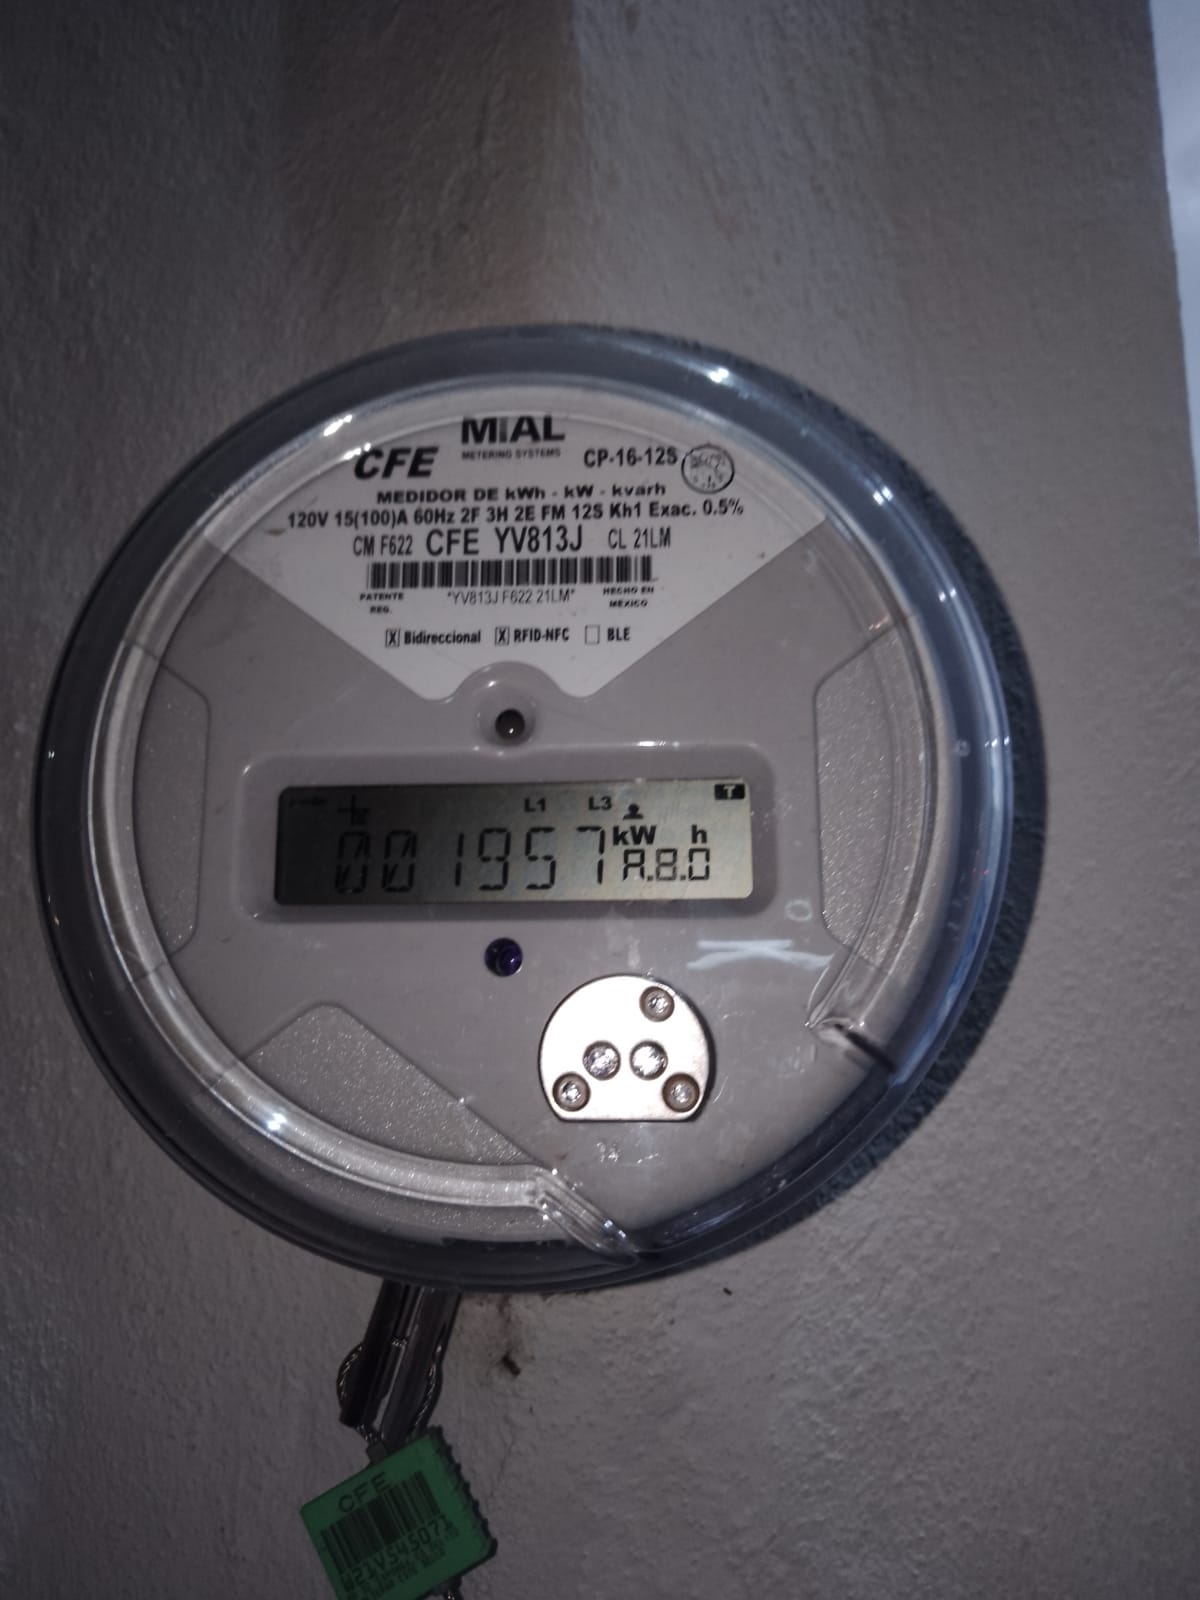 MiAL
METERING SYSTEMS
CFE
CP-16-12S
MEDIDOR DE kWh - kW - kvarh
120V 15(100)A 60Hz 2F 3H 2E FM 12S Kh1 Exac. 0.5%
CM F622 CFE YV813J CL 21LM
PATENTE REG.
*YV813J F622 21LM*
HECHO EN MEXICO
[X] Bidireccional [X] RFID-NFC [ ] BLE
L1 L3 T
001957 kW h
A.8.0
CFE